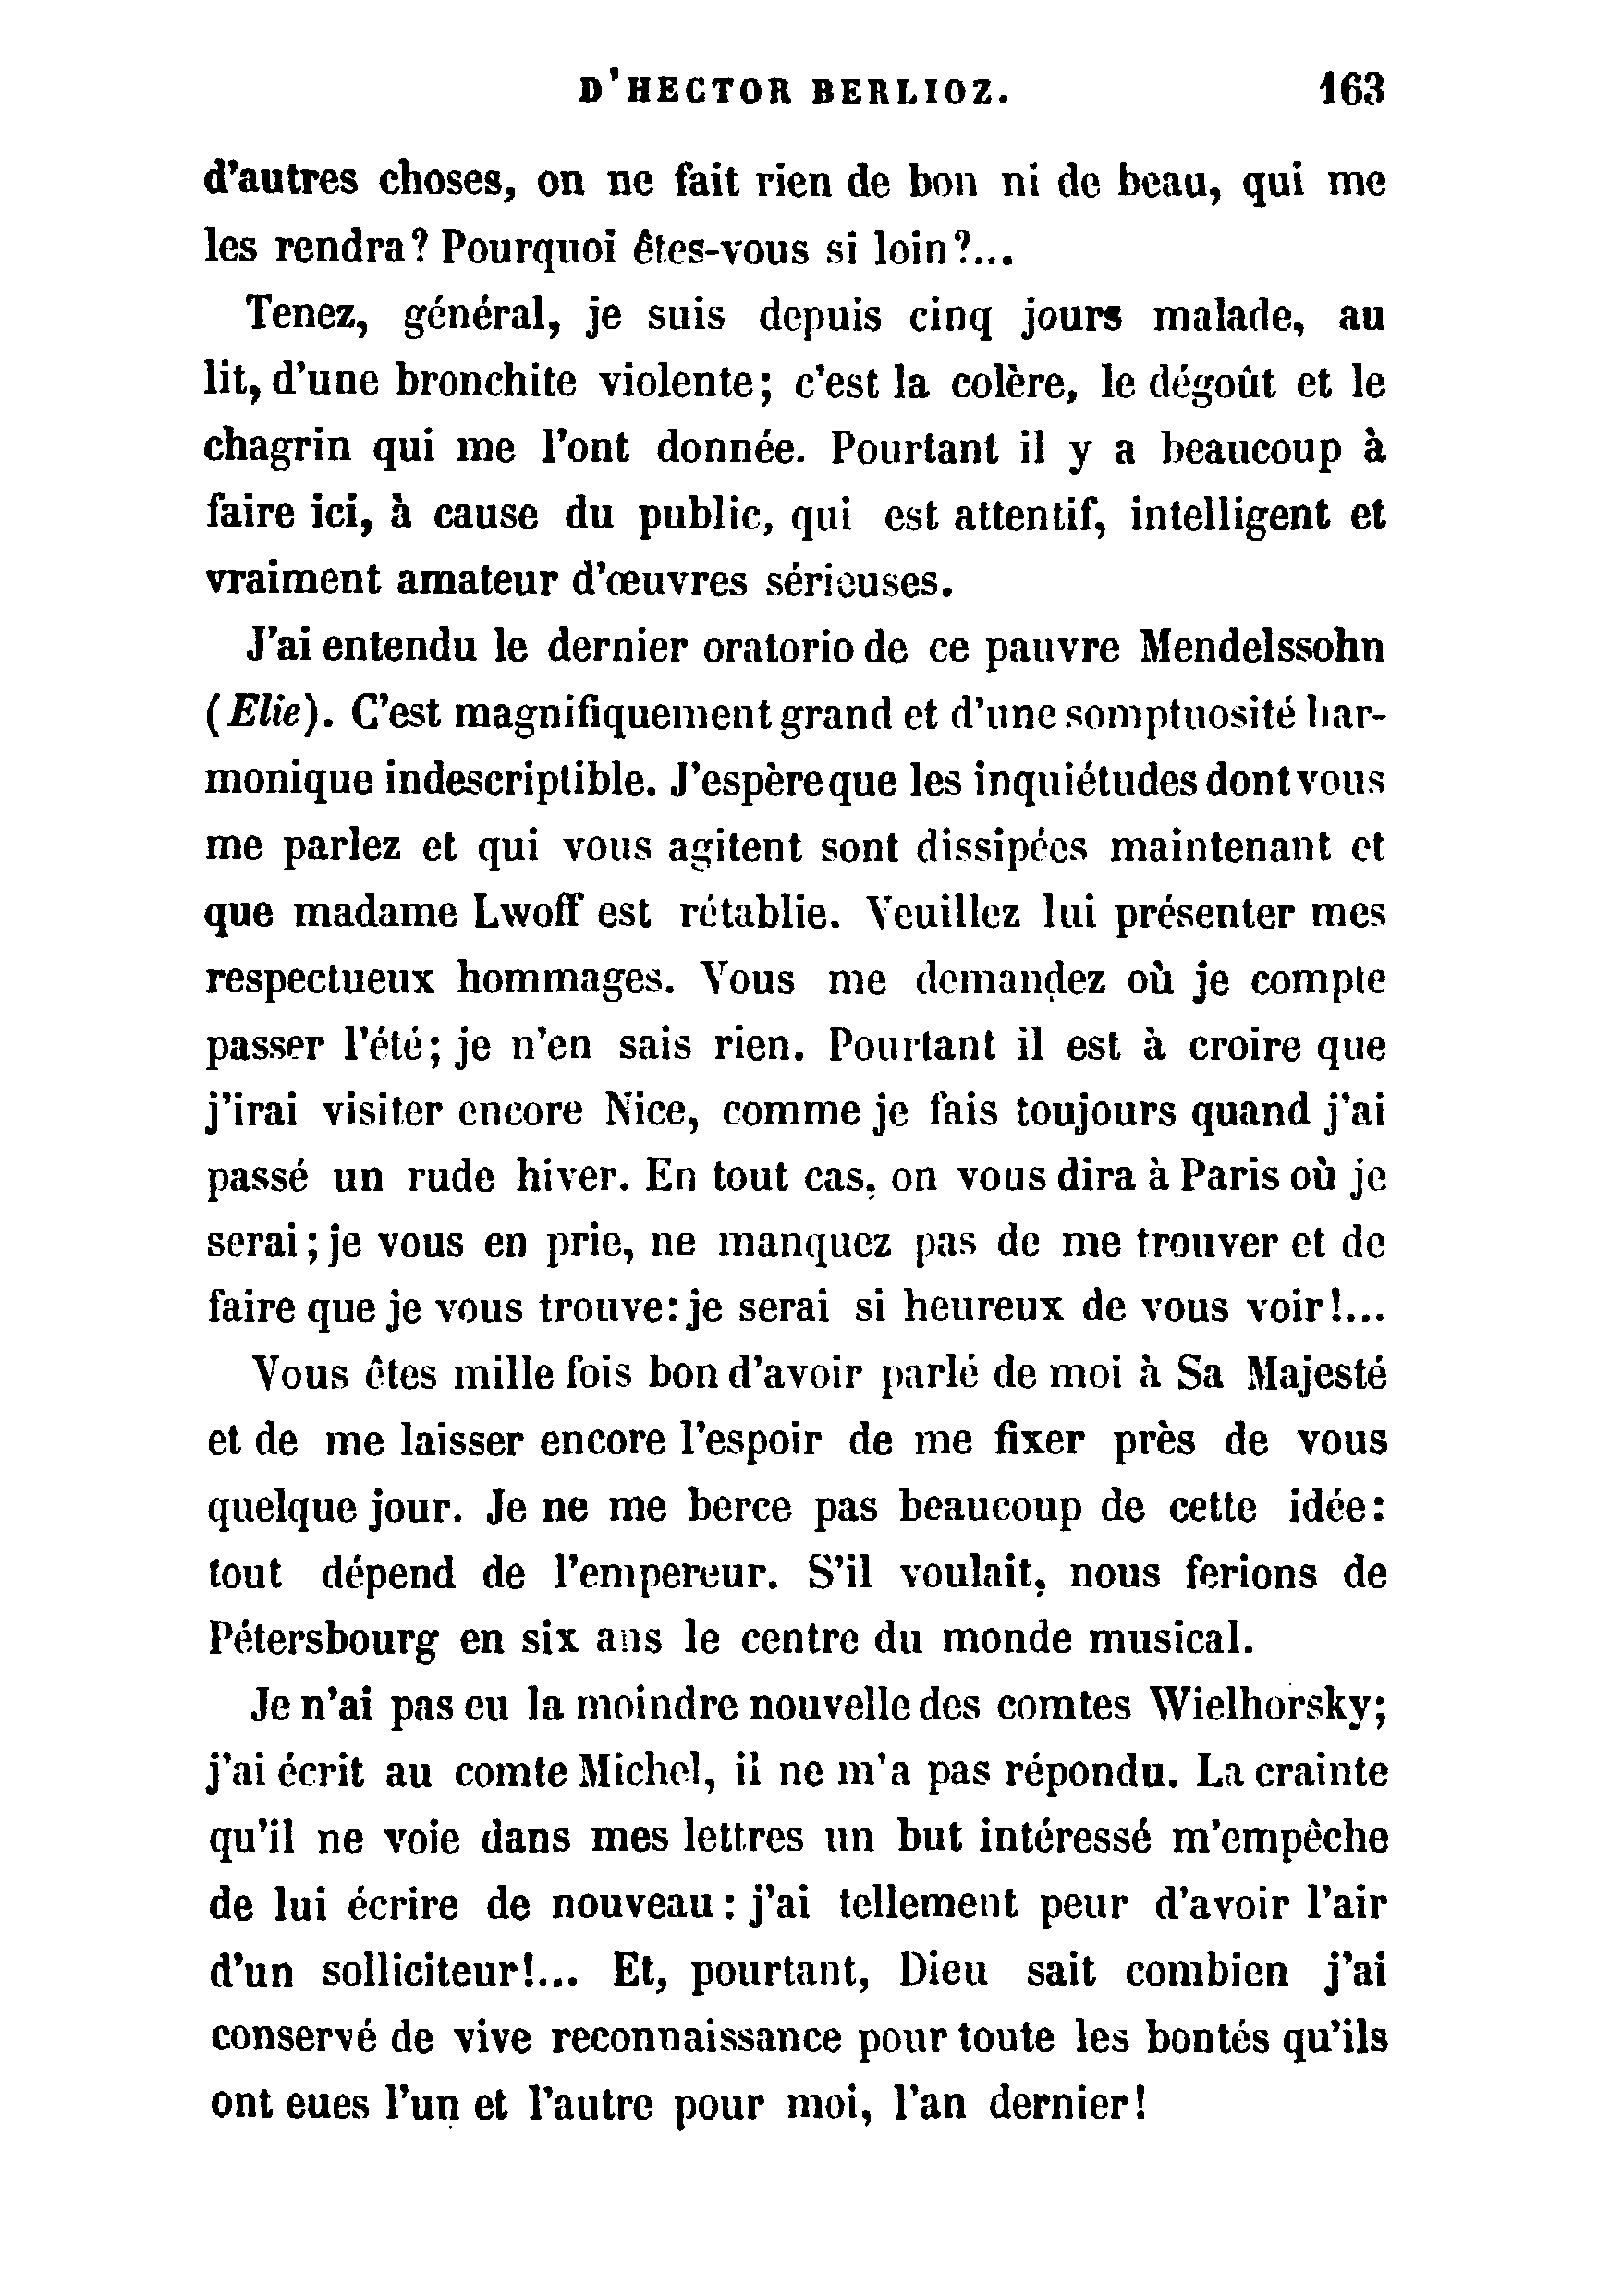 D'HECTOR BERLIOZ. 163
d'autres choses, on ne fait rien de bon ni de beau, qui me
les rendra? Pourquoi êtes-vous si loin?...
Tenez, général, je suis depuis cinq jours malade, au
lit, d'une bronchite violente; c'est la colère, le dégoût et le
chagrin qui me l'ont donnée. Pourtant il y a beaucoup à
faire ici, à cause du public, qui est attentif, intelligent et
vraiment amateur d'œuvres sérieuses.
J'ai entendu le dernier oratorio de ce pauvre Mendelssohn
(Elie). C'est magnifiquement grand et d'une somptuosité har-
monique indescriptible. J'espère que les inquiétudes dont vous
me parlez et qui vous agitent sont dissipées maintenant et
que madame Lwoff est rétablie. Veuillez lui présenter mes
respectueux hommages. Vous me demandez où je compte
passer l'été; je n'en sais rien. Pourtant il est à croire que
j'irai visiter encore Nice, comme je fais toujours quand j'ai
passé un rude hiver. En tout cas, on vous dira à Paris où je
serai; je vous en prie, ne manquez pas de me trouver et de
faire que je vous trouve: je serai si heureux de vous voir!...
Vous êtes mille fois bon d'avoir parlé de moi à Sa Majesté
et de me laisser encore l'espoir de me fixer près de vous
quelque jour. Je ne me berce pas beaucoup de cette idée:
tout dépend de l'empereur. S'il voulait, nous ferions de
Pétersbourg en six ans le centre du monde musical.
Je n'ai pas eu la moindre nouvelle des comtes Wielhorsky;
j'ai écrit au comte Michel, il ne m'a pas répondu. La crainte
qu'il ne voie dans mes lettres un but intéressé m'empêche
de lui écrire de nouveau: j'ai tellement peur d'avoir l'air
d'un solliciteur!... Et, pourtant, Dieu sait combien j'ai
conservé de vive reconnaissance pour toute les bontés qu'ils
ont eues l'un et l'autre pour moi, l'an dernier!